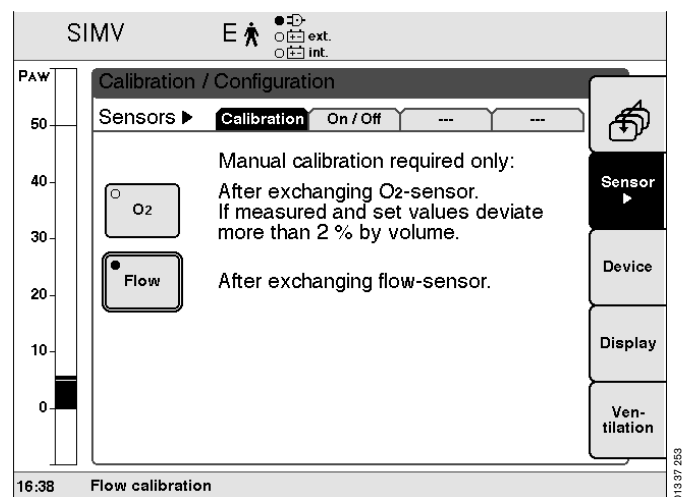 SIMV
E
ext.
int.
PAW
Calibration / Configuration
Sensors ▶
Calibration
On / Off
---
---
50
40
30
20
10
0
Manual calibration required only:
O2
After exchanging O2-sensor.
If measured and set values deviate
more than 2 % by volume.
Flow
After exchanging flow-sensor.
Sensor
▶
Device
Display
Ven-
tilation
16:38
Flow calibration
01337 253